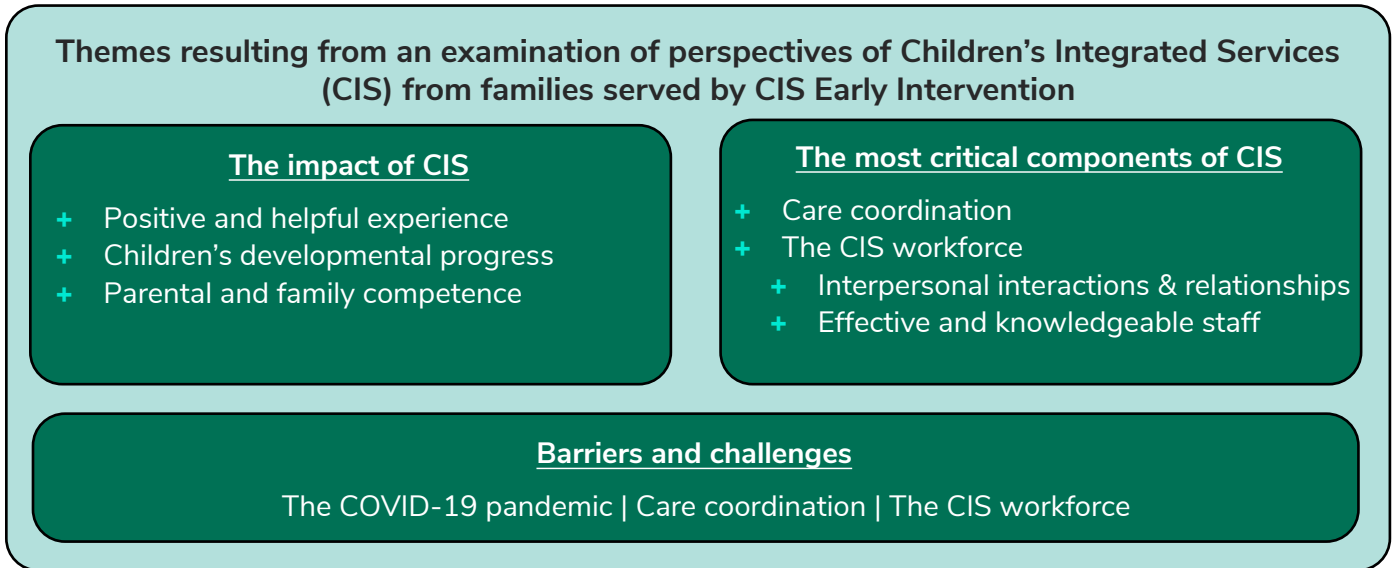 Themes resulting from an examination of perspectives of Children’s Integrated Services
(CIS) from families served by CIS Early Intervention
The impact of CIS
+ Positive and helpful experience
+ Children’s developmental progress
+ Parental and family competence
The most critical components of CIS
+ Care coordination
+ The CIS workforce
+ Interpersonal interactions & relationships
+ Effective and knowledgeable staff
Barriers and challenges
The COVID-19 pandemic | Care coordination | The CIS workforce